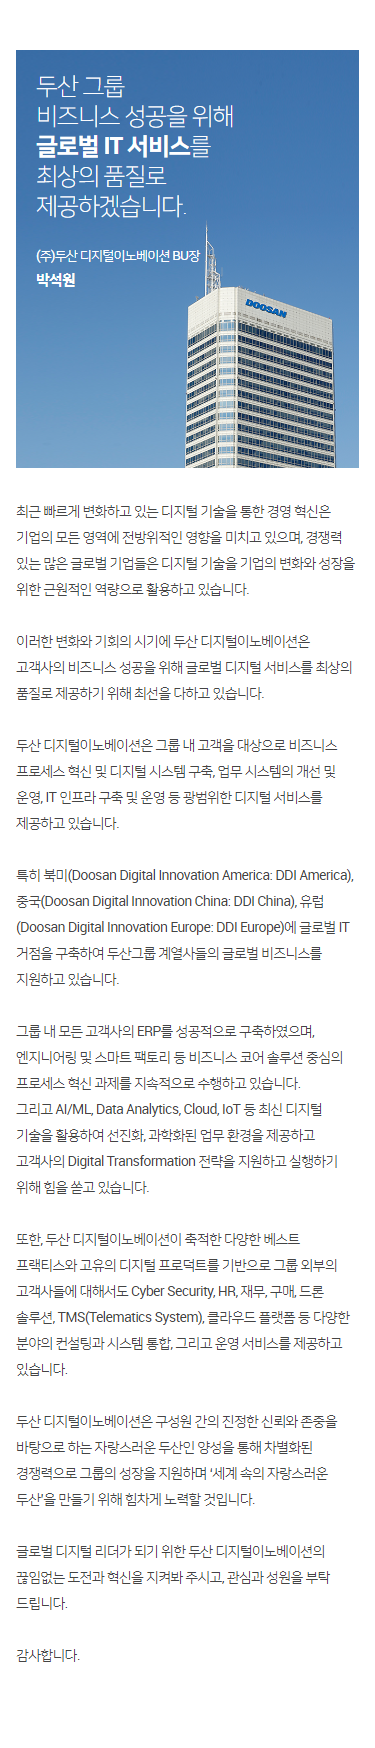 두산 그룹
비즈니스 성공을 위해
글로벌 IT 서비스를
최상의 품질로
제공하겠습니다.
(주)두산 디지털이노베이션 BU장
박석원
DOOSAN
최근 빠르게 변화하고 있는 디지털 기술을 통한 경영 혁신은
기업의 모든 영역에 전방위적인 영향을 미치고 있으며, 경쟁력
있는 많은 글로벌 기업들은 디지털 기술을 기업의 변화와 성장을
위한 근원적인 역량으로 활용하고 있습니다.
이러한 변화와 기회의 시기에 두산 디지털이노베이션은
고객사의 비즈니스 성공을 위해 글로벌 디지털 서비스를 최상의
품질로 제공하기 위해 최선을 다하고 있습니다.
두산 디지털이노베이션은 그룹 내 고객을 대상으로 비즈니스
프로세스 혁신 및 디지털 시스템 구축, 업무 시스템의 개선 및
운영, IT 인프라 구축 및 운영 등 광범위한 디지털 서비스를
제공하고 있습니다.
특히 북미(Doosan Digital Innovation America: DDI America),
중국(Doosan Digital Innovation China: DDI China), 유럽
(Doosan Digital Innovation Europe: DDI Europe)에 글로벌 IT
거점을 구축하여 두산그룹 계열사들의 글로벌 비즈니스를
지원하고 있습니다.
그룹 내 모든 고객사의 ERP를 성공적으로 구축하였으며,
엔지니어링 및 스마트 팩토리 등 비즈니스 코어 솔루션 중심의
프로세스 혁신 과제를 지속적으로 수행하고 있습니다.
그리고 AI/ML, Data Analytics, Cloud, IoT 등 최신 디지털
기술을 활용하여 선진화, 과학화된 업무 환경을 제공하고
고객사의 Digital Transformation 전략을 지원하고 실행하기
위해 힘을 쏟고 있습니다.
또한, 두산 디지털이노베이션이 축적한 다양한 베스트
프랙티스와 고유의 디지털 프로덕트를 기반으로 그룹 외부의
고객사들에 대해서도 Cyber Security, HR, 재무, 구매, 드론
솔루션, TMS(Telematics System), 클라우드 플랫폼 등 다양한
분야의 컨설팅과 시스템 통합, 그리고 운영 서비스를 제공하고
있습니다.
두산 디지털이노베이션은 구성원 간의 진정한 신뢰와 존중을
바탕으로 하는 자랑스러운 두산인 양성을 통해 차별화된
경쟁력으로 그룹의 성장을 지원하며 '세계 속의 자랑스러운
두산'을 만들기 위해 힘차게 노력할 것입니다.
글로벌 디지털 리더가 되기 위한 두산 디지털이노베이션의
끊임없는 도전과 혁신을 지켜봐 주시고, 관심과 성원을 부탁
드립니다.
감사합니다.